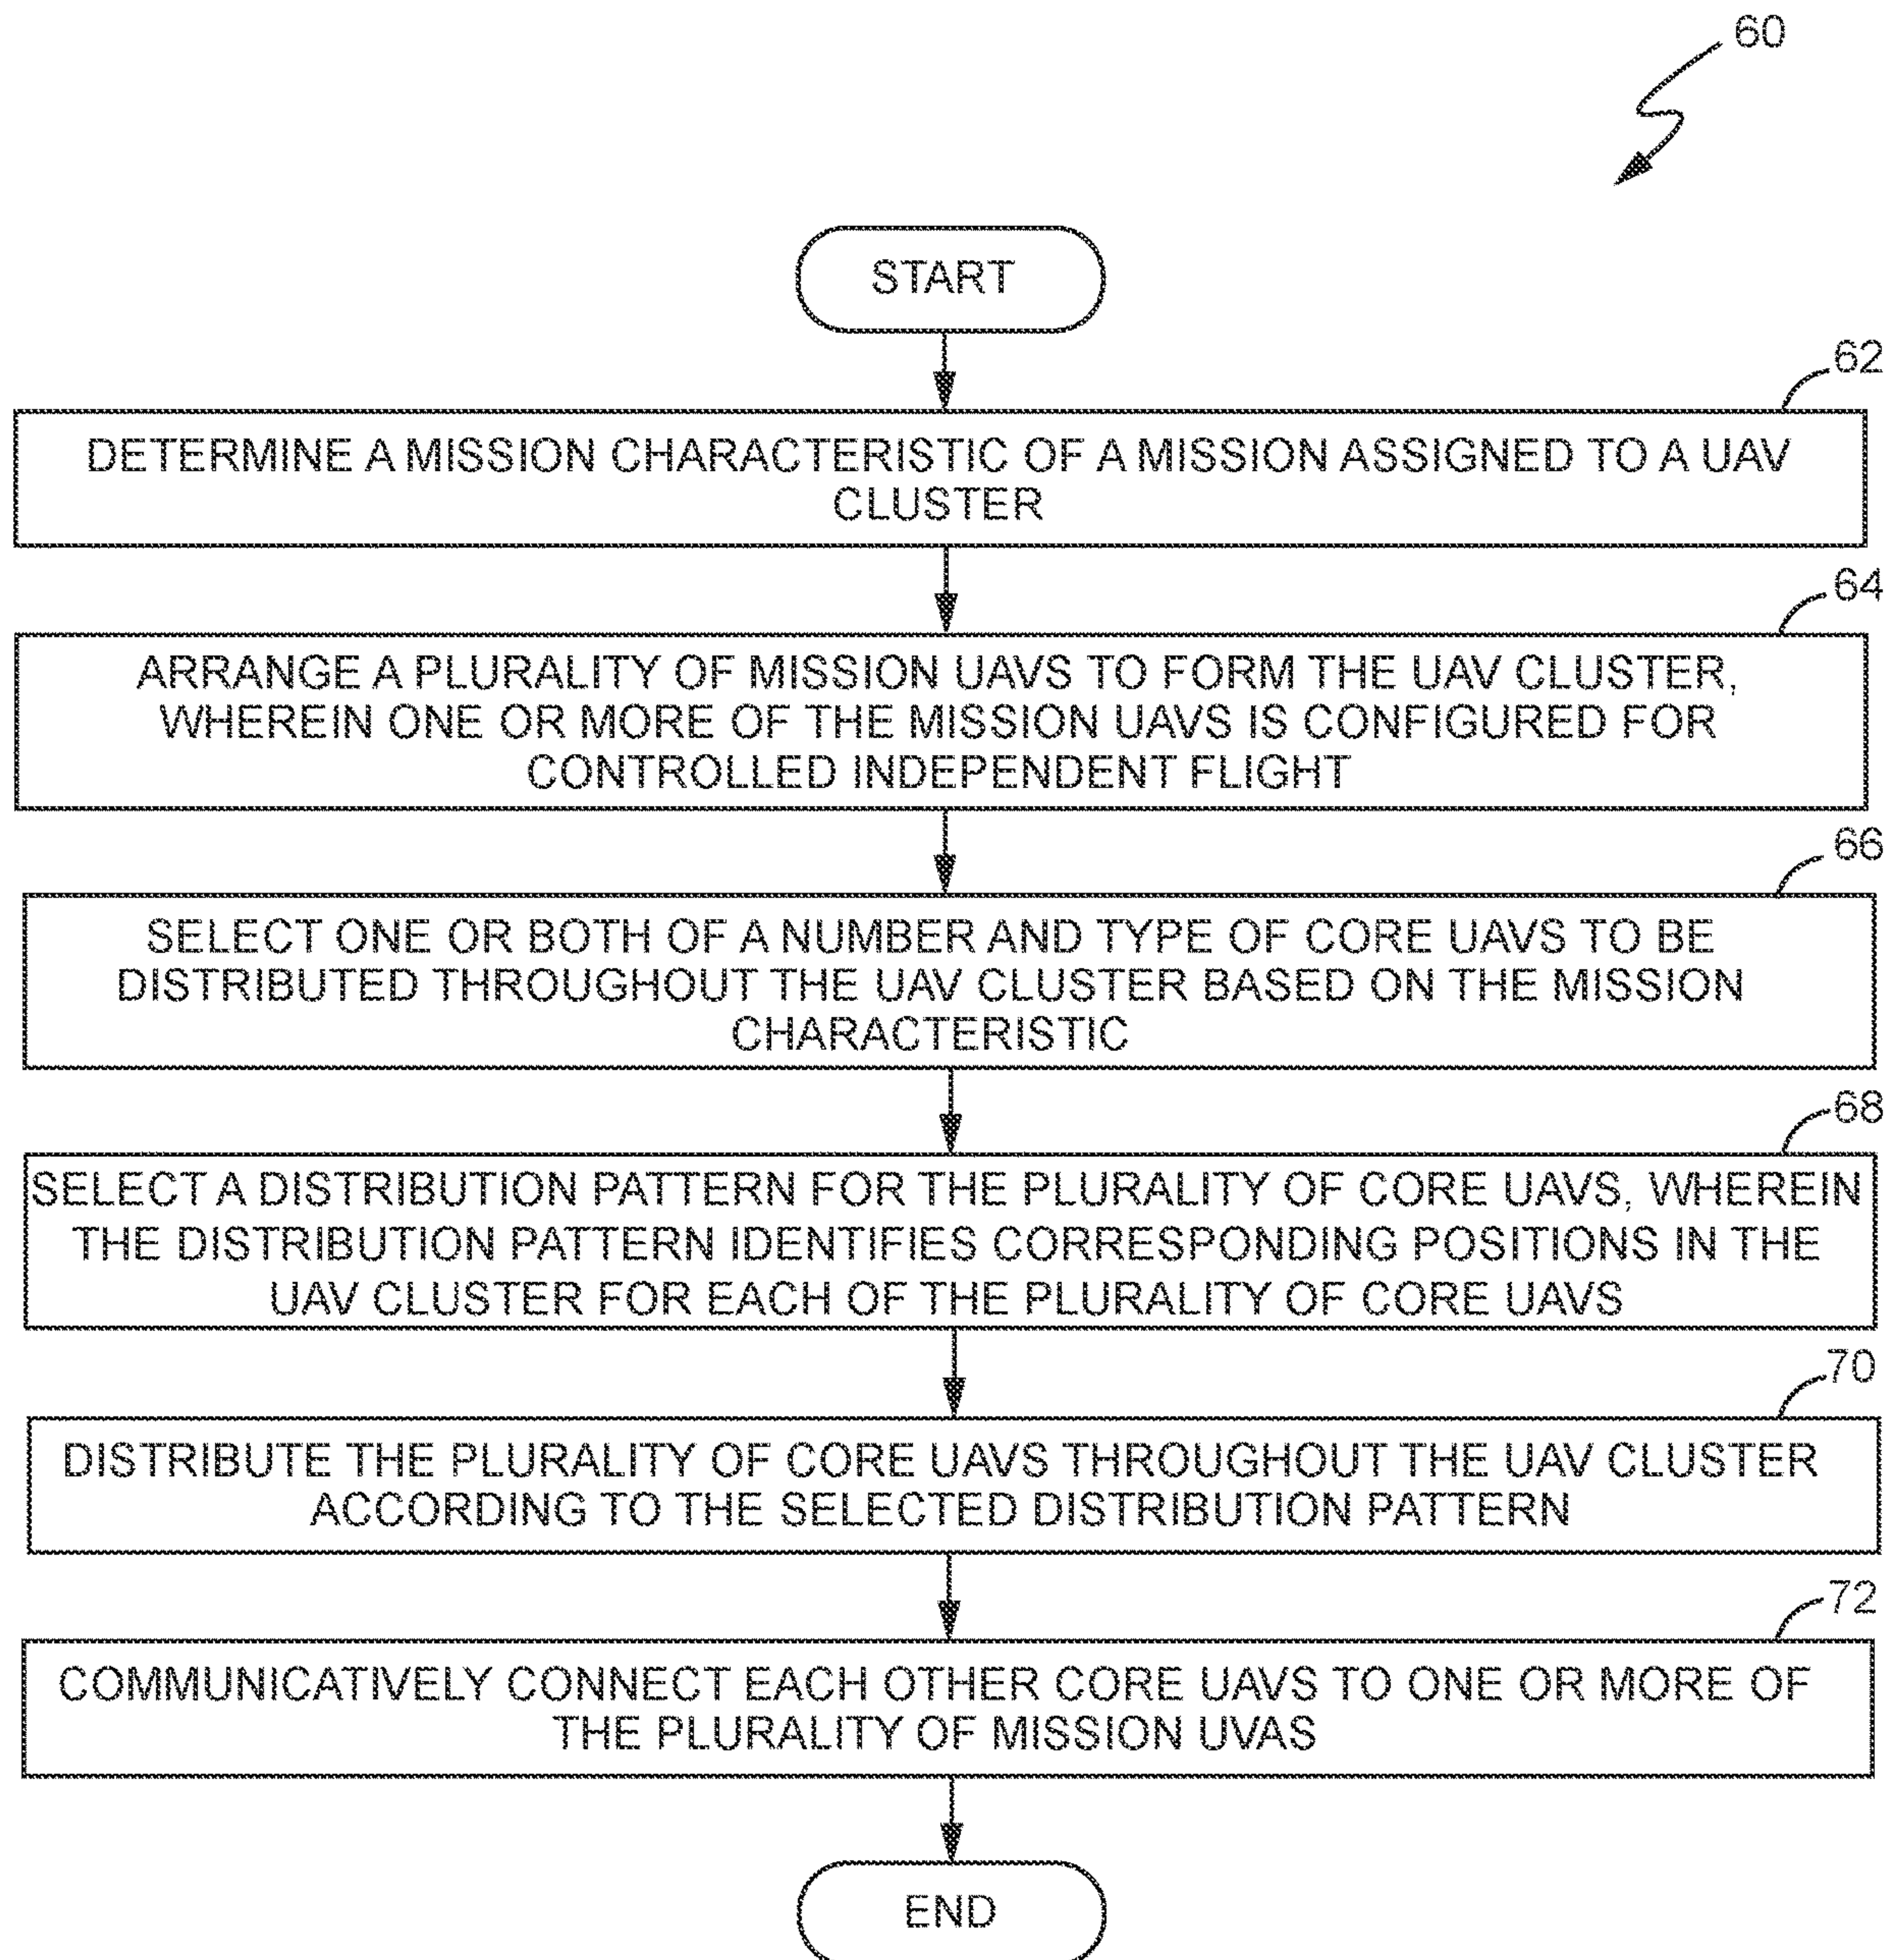 60
START
62
DETERMINE A MISSION CHARACTERISTIC OF A MISSION ASSIGNED TO A UAV
CLUSTER
64
ARRANGE A PLURALITY OF MISSION UAVS TO FORM THE UAV CLUSTER,
WHEREIN ONE OR MORE OF THE MISSION UAVS IS CONFIGURED FOR
CONTROLLED INDEPENDENT FLIGHT
66
SELECT ONE OR BOTH OF A NUMBER AND TYPE OF CORE UAVS TO BE
DISTRIBUTED THROUGHOUT THE UAV CLUSTER BASED ON THE MISSION
CHARACTERISTIC
68
SELECT A DISTRIBUTION PATTERN FOR THE PLURALITY OF CORE UAVS, WHEREIN
THE DISTRIBUTION PATTERN IDENTIFIES CORRESPONDING POSITIONS IN THE
UAV CLUSTER FOR EACH OF THE PLURALITY OF CORE UAVS
70
DISTRIBUTE THE PLURALITY OF CORE UAVS THROUGHOUT THE UAV CLUSTER
ACCORDING TO THE SELECTED DISTRIBUTION PATTERN
72
COMMUNICATIVELY CONNECT EACH OTHER CORE UAVS TO ONE OR MORE OF
THE PLURALITY OF MISSION UVAS
END